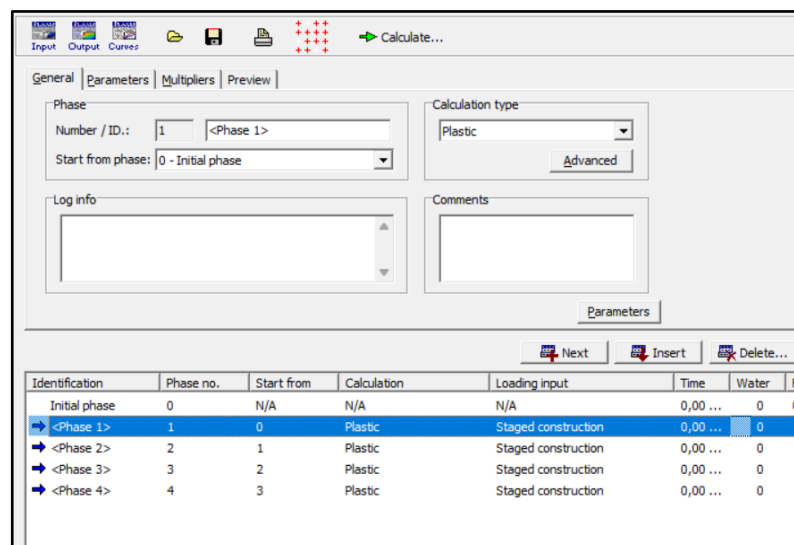 Input Output Curves Calculate...
General Parameters Multipliers Preview
Phase
Number / ID.: 1 <Phase 1>
Start from phase: 0 - Initial phase
Calculation type
Plastic
Advanced
Log info
Comments
Parameters
Next Insert Delete...
Identification Phase no. Start from Calculation Loading input Time Water
Initial phase 0 N/A N/A N/A 0,00 ... 0
<Phase 1> 1 0 Plastic Staged construction 0,00 ... 0
<Phase 2> 2 1 Plastic Staged construction 0,00 ... 0
<Phase 3> 3 2 Plastic Staged construction 0,00 ... 0
<Phase 4> 4 3 Plastic Staged construction 0,00 ... 0